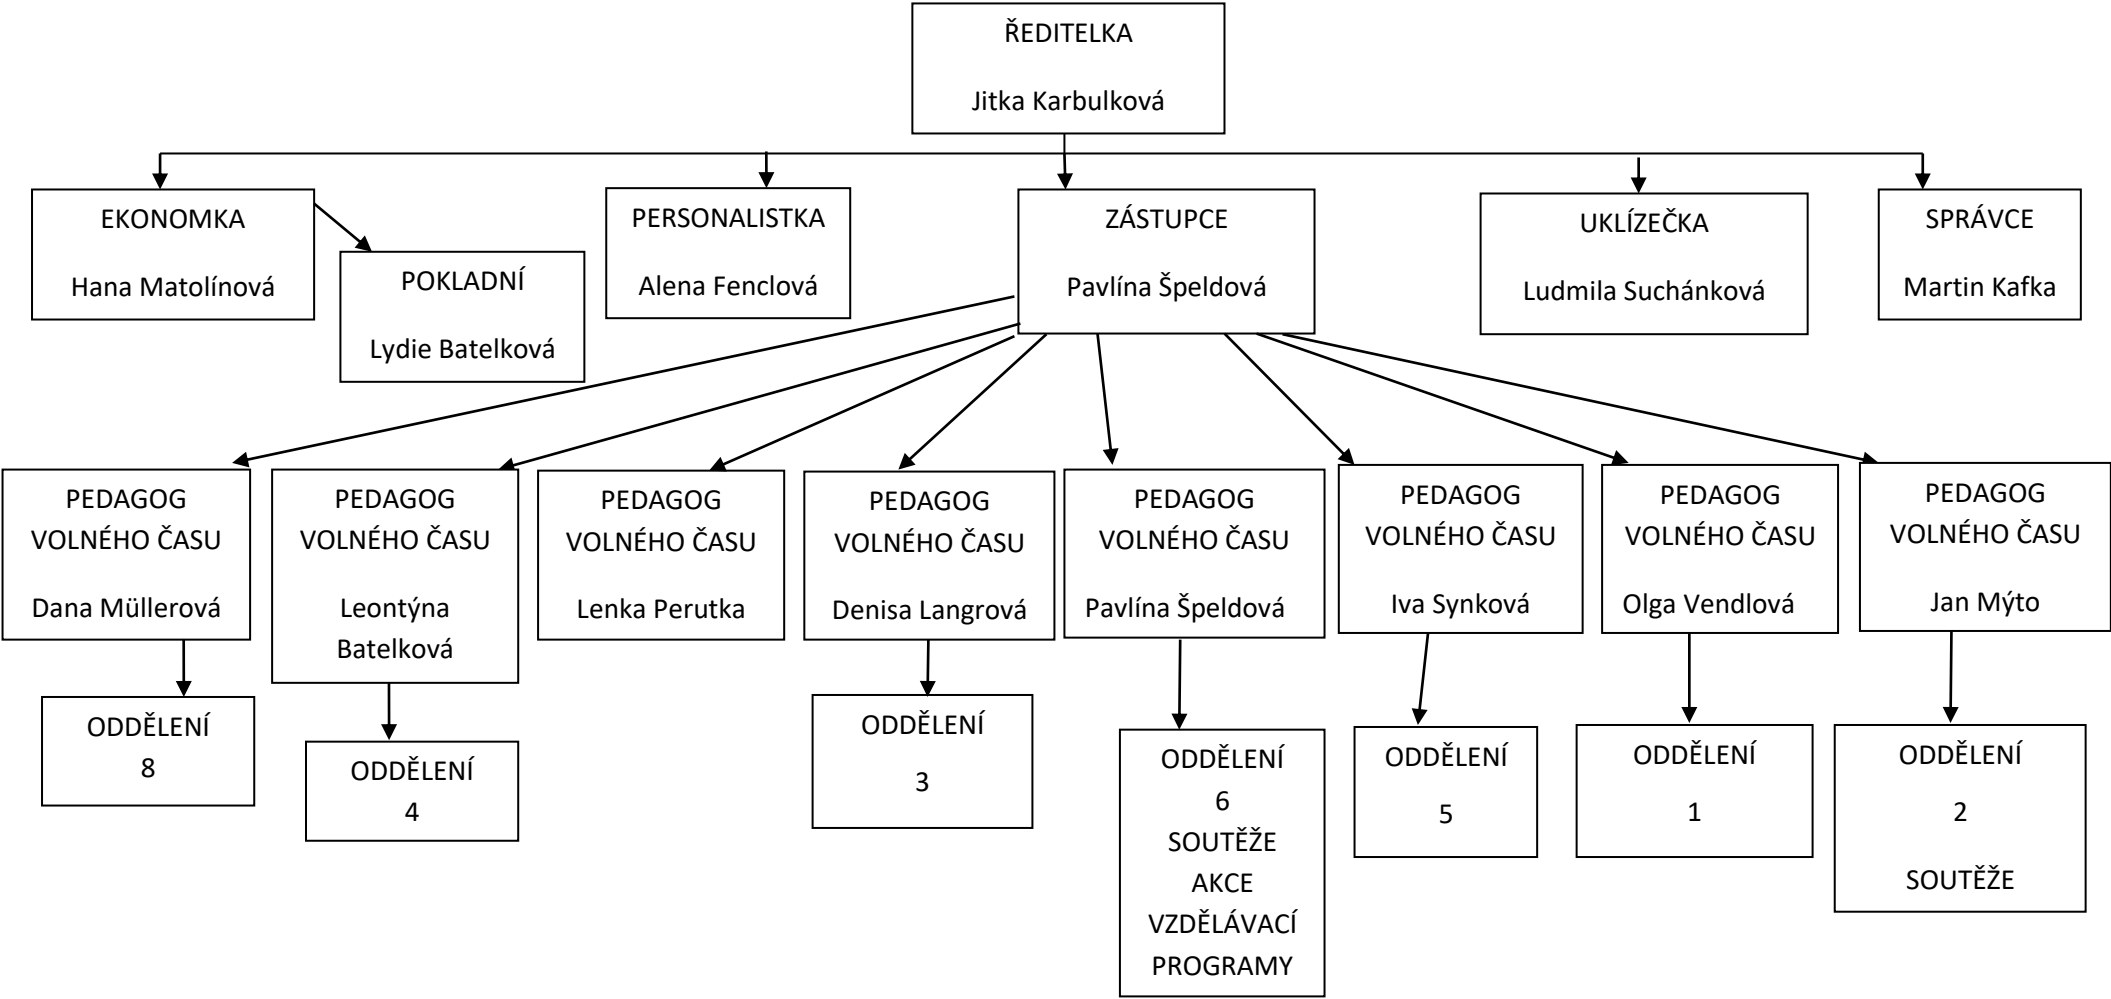 ŘEDITELKA
Jitka Karbulková
EKONOMKA
Hana Matolínová
POKLADNÍ
Lydie Batelková
PERSONALISTKA
Alena Fenclová
ZÁSTUPCE
Pavlína Špeldová
UKLÍZEČKA
Ludmila Suchánková
SPRÁVCE
Martin Kafka
PEDAGOG
VOLNÉHO ČASU
Dana Müllerová
PEDAGOG
VOLNÉHO ČASU
Leontýna
Batelková
PEDAGOG
VOLNÉHO ČASU
Lenka Perutka
PEDAGOG
VOLNÉHO ČASU
Denisa Langrová
PEDAGOG
VOLNÉHO ČASU
Pavlína Špeldová
PEDAGOG
VOLNÉHO ČASU
Iva Synková
PEDAGOG
VOLNÉHO ČASU
Olga Vendlová
PEDAGOG
VOLNÉHO ČASU
Jan Mýto
ODDĚLENÍ
8
ODDĚLENÍ
4
ODDĚLENÍ
3
ODDĚLENÍ
6
SOUTĚŽE
AKCE
VZDĚLÁVACÍ
PROGRAMY
ODDĚLENÍ
5
ODDĚLENÍ
1
ODDĚLENÍ
2
SOUTĚŽE